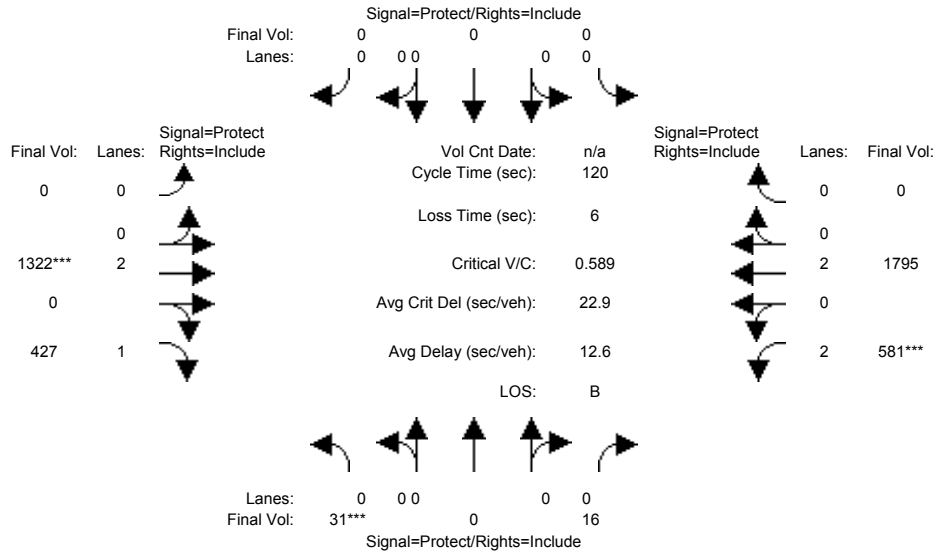 Signal=Protect/Rights=Include
Final Vol: 0 0 0
Lanes: 0 0 0 0 0
Signal=Protect Signal=Protect
Final Vol: Lanes: Rights=Include Vol Cnt Date: n/a Rights=Include Lanes: Final Vol:
Cycle Time (sec): 120
0 0 0 0
Loss Time (sec): 6
0 0
1322*** 2 Critical V/C: 0.589 2 1795
0 Avg Crit Del (sec/veh): 22.9 0
427 1 Avg Delay (sec/veh): 12.6 2 581***
LOS: B
Lanes: 0 0 0 0 0
Final Vol: 31*** 0 16
Signal=Protect/Rights=Include